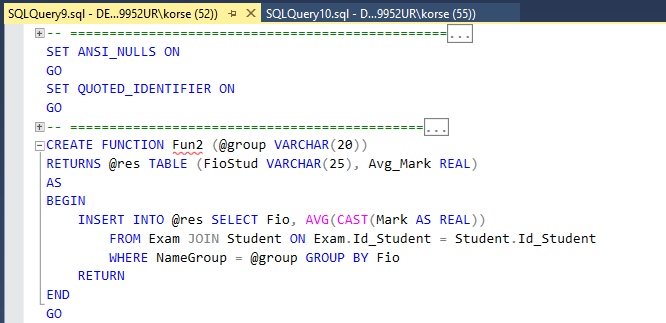 SQLQuery9.sql - DE...9952UR\korse (52)) SQLQuery10.sql - D...9952UR\korse (55))
-- ================================================...
SET ANSI_NULLS ON
GO
SET QUOTED_IDENTIFIER ON
GO
-- =============================================...
CREATE FUNCTION Fun2 (@group VARCHAR(20))
RETURNS @res TABLE (FioStud VARCHAR(25), Avg_Mark REAL)
AS
BEGIN
INSERT INTO @res SELECT Fio, AVG(CAST(Mark AS REAL))
FROM Exam JOIN Student ON Exam.Id_Student = Student.Id_Student
WHERE NameGroup = @group GROUP BY Fio
RETURN
END
GO